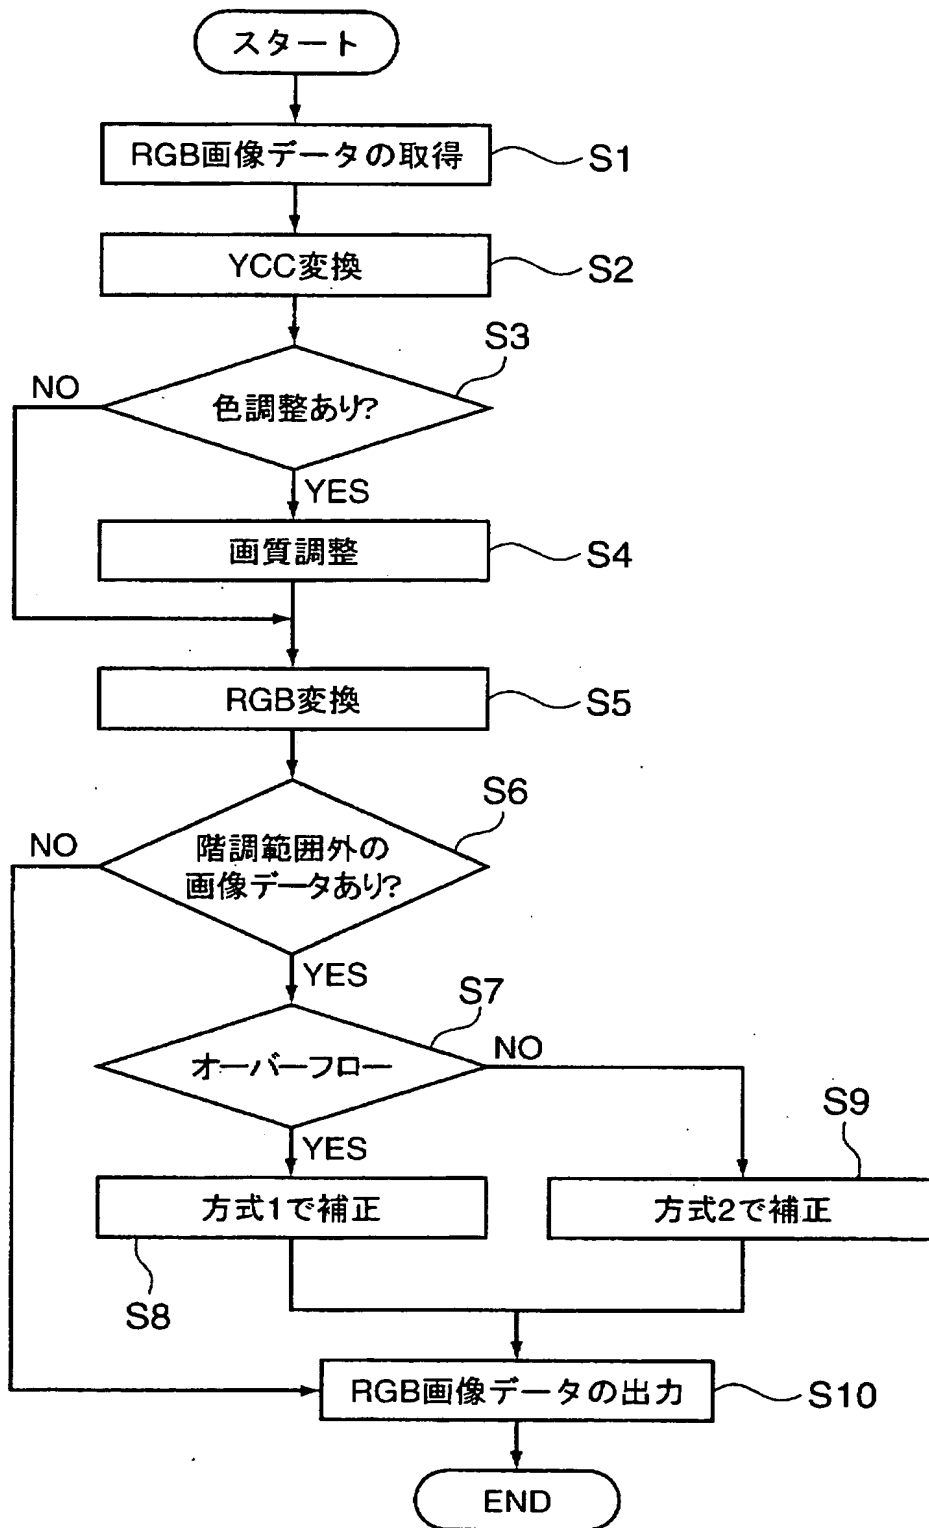 スタート
RGB画像データの取得
S1
YCC変換
S2
S3
NO
色調整あり?
YES
画質調整
S4
RGB変換
S5
S6
NO
階調範囲外の
画像データあり?
YES
S7
オーバーフロー
NO
YES
S9
方式1で補正
方式2で補正
S8
RGB画像データの出力
S10
END